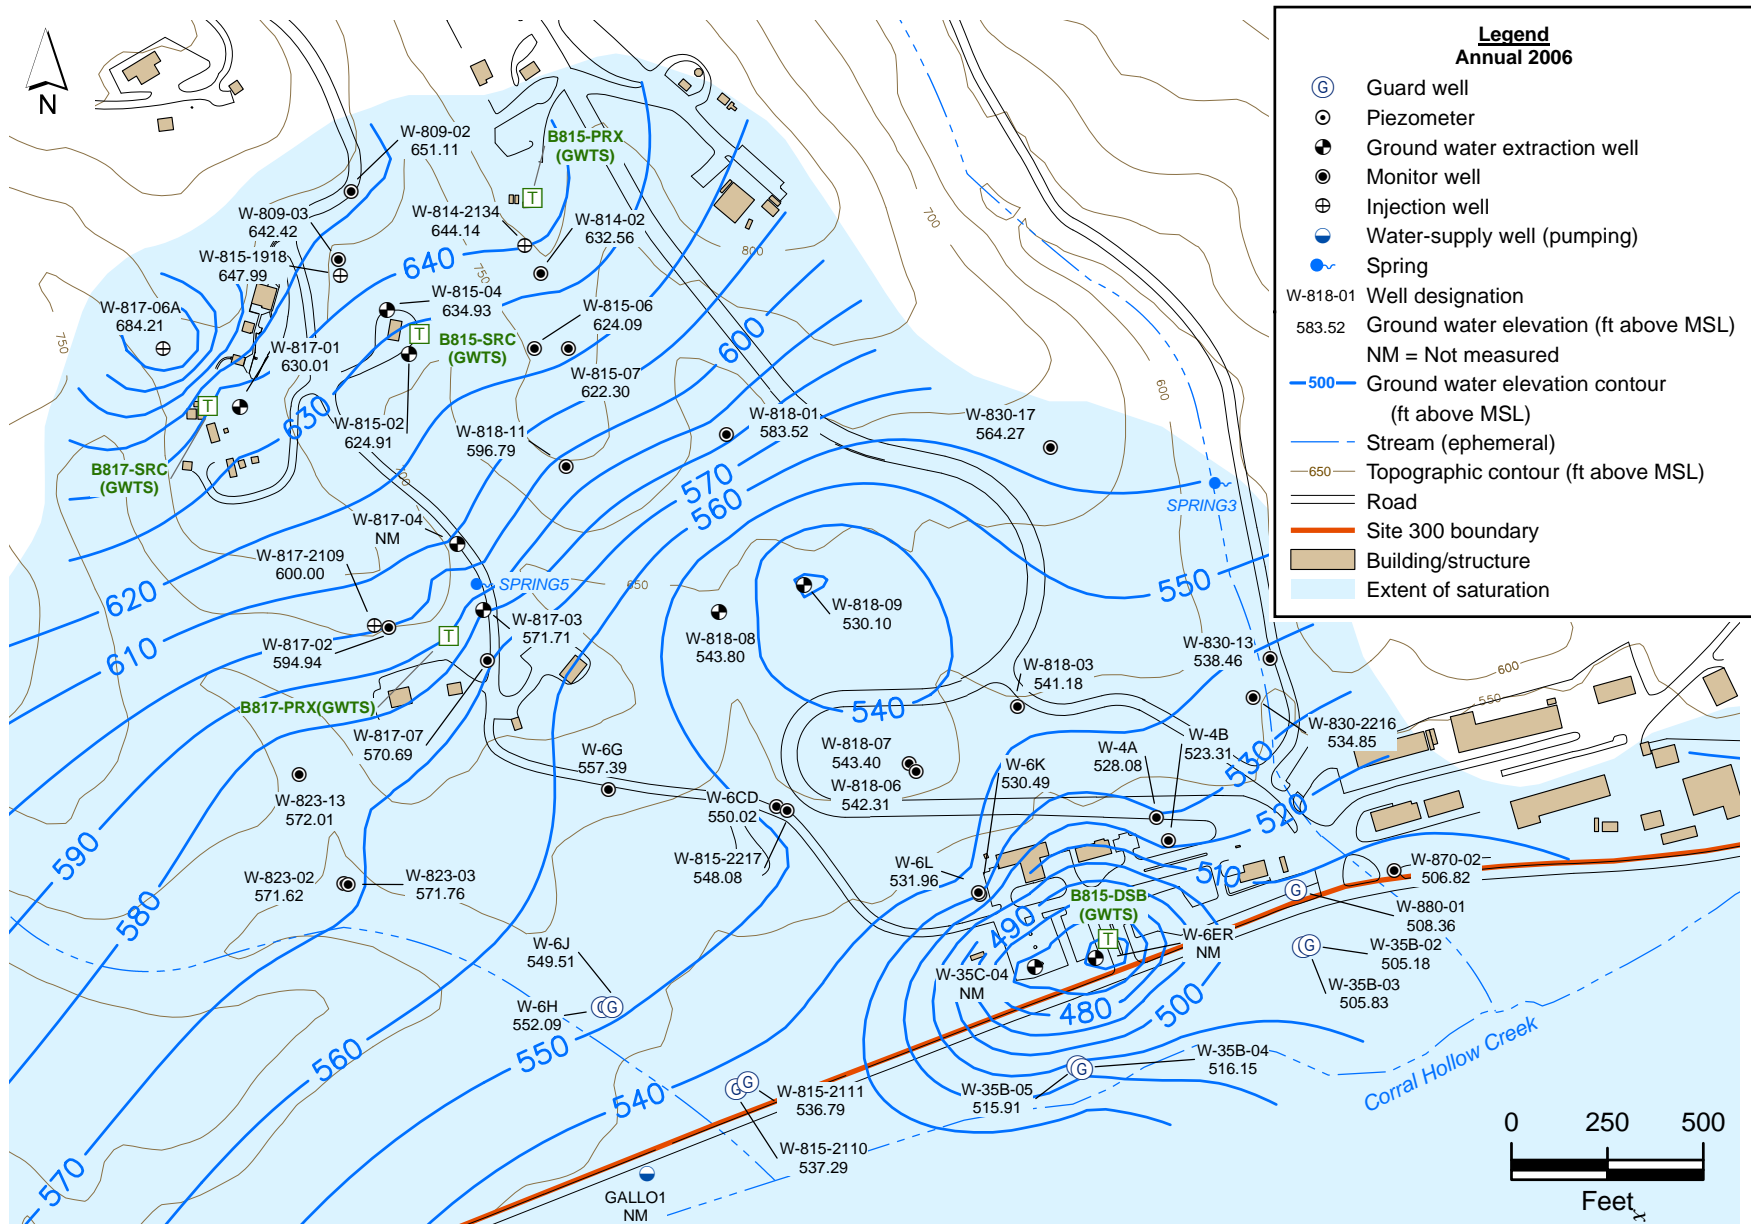 N
W-809-02
651.11
B815-PRX
(GWTS)
T
W-809-03
642.42
W-814-2134
644.14
W-814-02
632.56
W-815-1918
647.99
640
750
800
700
W-817-06A
684.21
750
W-815-04
634.93
T
B815-SRC
(GWTS)
W-815-06
624.09
600
W-817-01
630.01
W-815-07
622.30
600
T
630
W-815-02
624.91
W-818-11
596.79
W-818-01
583.52
W-830-17
564.27
B817-SRC
(GWTS)
570
560
SPRING3
W-817-04
NM
W-817-2109
600.00
SPRING5
650
550
620
W-818-09
530.10
W-817-03
571.71
W-817-02
594.94
T
W-818-08
543.80
W-830-13
538.46
610
W-818-03
541.18
600
550
B817-PRX(GWTS)
540
W-830-2216
534.85
W-817-07
570.69
W-6G
557.39
W-818-07
543.40
W-4B
523.31
W-4A
528.08
530
W-6K
530.49
W-818-06
542.31
W-823-13
572.01
W-6CD
550.02
520
590
W-815-2217
548.08
W-6L
531.96
510
W-870-02
506.82
W-823-02
571.62
W-823-03
571.76
580
G
B815-DSB
(GWTS)
T
490
W-880-01
508.36
W-6J
549.51
W-6ER
NM
G
W-35B-02
505.18
W-35C-04
NM
W-35B-03
505.83
W-6H
552.09
G
480
500
560
550
Corral Hollow Creek
W-35B-04
516.15
G
W-35B-05
515.91
540
G
G
W-815-2111
536.79
W-815-2110
537.29
570
GALLO1
NM
Legend
Annual 2006
G Guard well
Piezometer
Ground water extraction well
Monitor well
Injection well
Water-supply well (pumping)
Spring
W-818-01 Well designation
583.52 Ground water elevation (ft above MSL)
NM = Not measured
500 Ground water elevation contour
(ft above MSL)
Stream (ephemeral)
650 Topographic contour (ft above MSL)
Road
Site 300 boundary
Building/structure
Extent of saturation
0 250 500
Feet